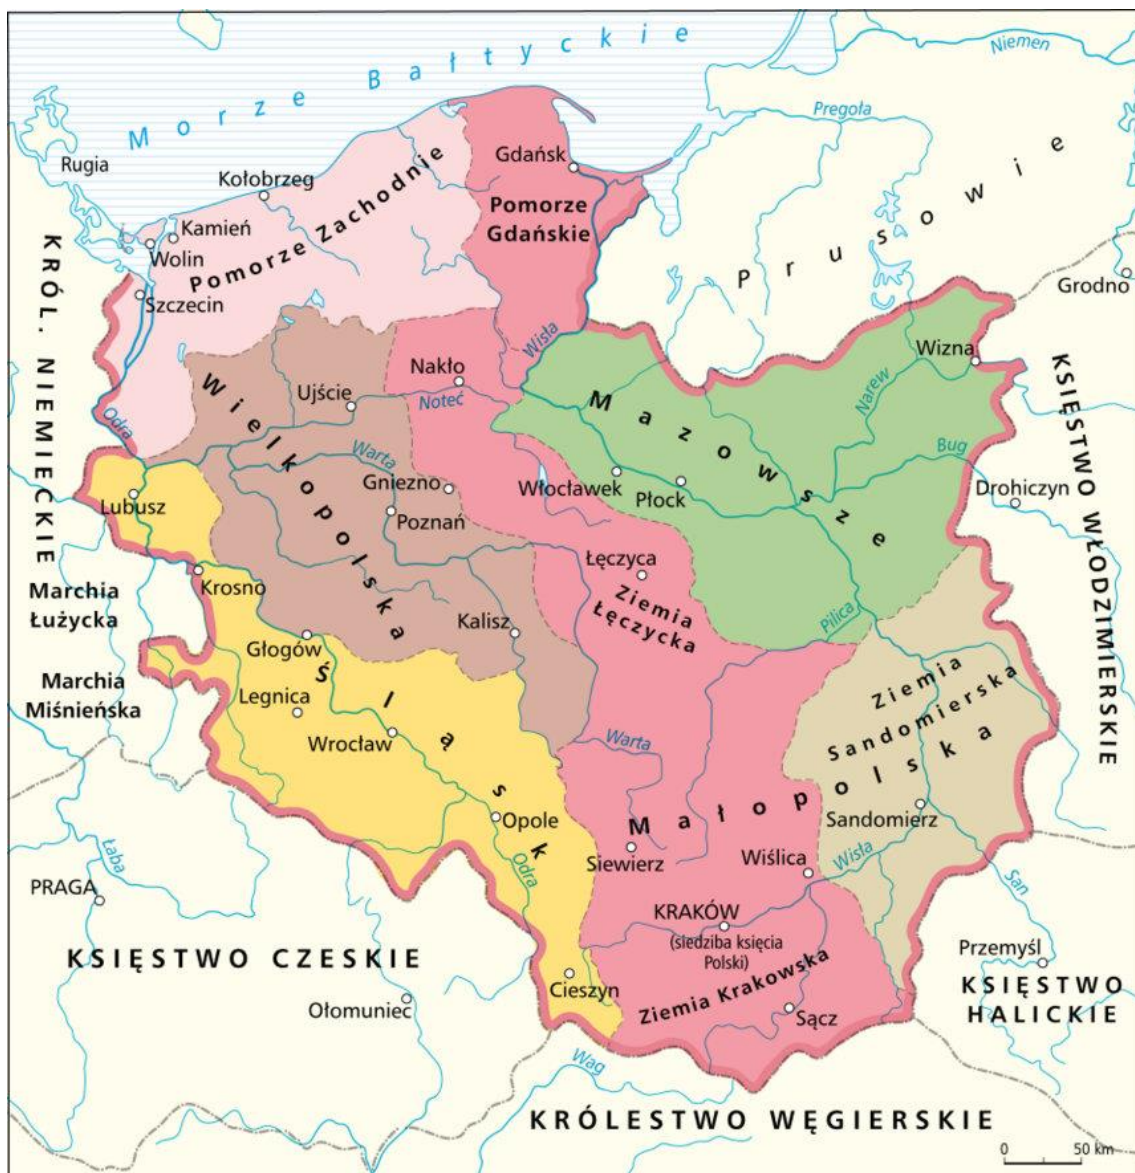 Morze Bałtyckie
Niemen
Pregoła
Rugia
Gdańsk
Kołobrzeg
Pomorze Zachodnie
Pomorze
Gdańskie
Prusowie
Kamień
Wolin
Szczecin
Grodno
KRÓL. NIEMIECKIE
Wisła
Wizna
Nakło
Ujście
Noteć
Narew
Odra
Wielkopolska
Mazowsze
Warta
Bug
KSIĘSTWO WŁODZIMIERSKIE
Gniezno
Włocławek
Płock
Drohiczyn
Lubusz
Poznań
Łęczyca
Krosno
Marchia
Łużycka
Ziemia
Łęczycka
Kalisz
Pilica
Głogów
Śląsk
Marchia
Miśnieńska
Legnica
Wrocław
Ziemia
Sandomierska
Warta
Małopolska
Opole
Sandomierz
Siewierz
Wiślica
Wisła
Łaba
Odra
San
PRAGA
KRAKÓW
(siedziba księcia
Polski)
KSIĘSTWO CZESKIE
Przemyśl
Ziemia Krakowska
Cieszyn
KSIĘSTWO
HALICKIE
Ołomuniec
Sącz
Wag
KRÓLESTWO WĘGIERSKIE
0 50 km